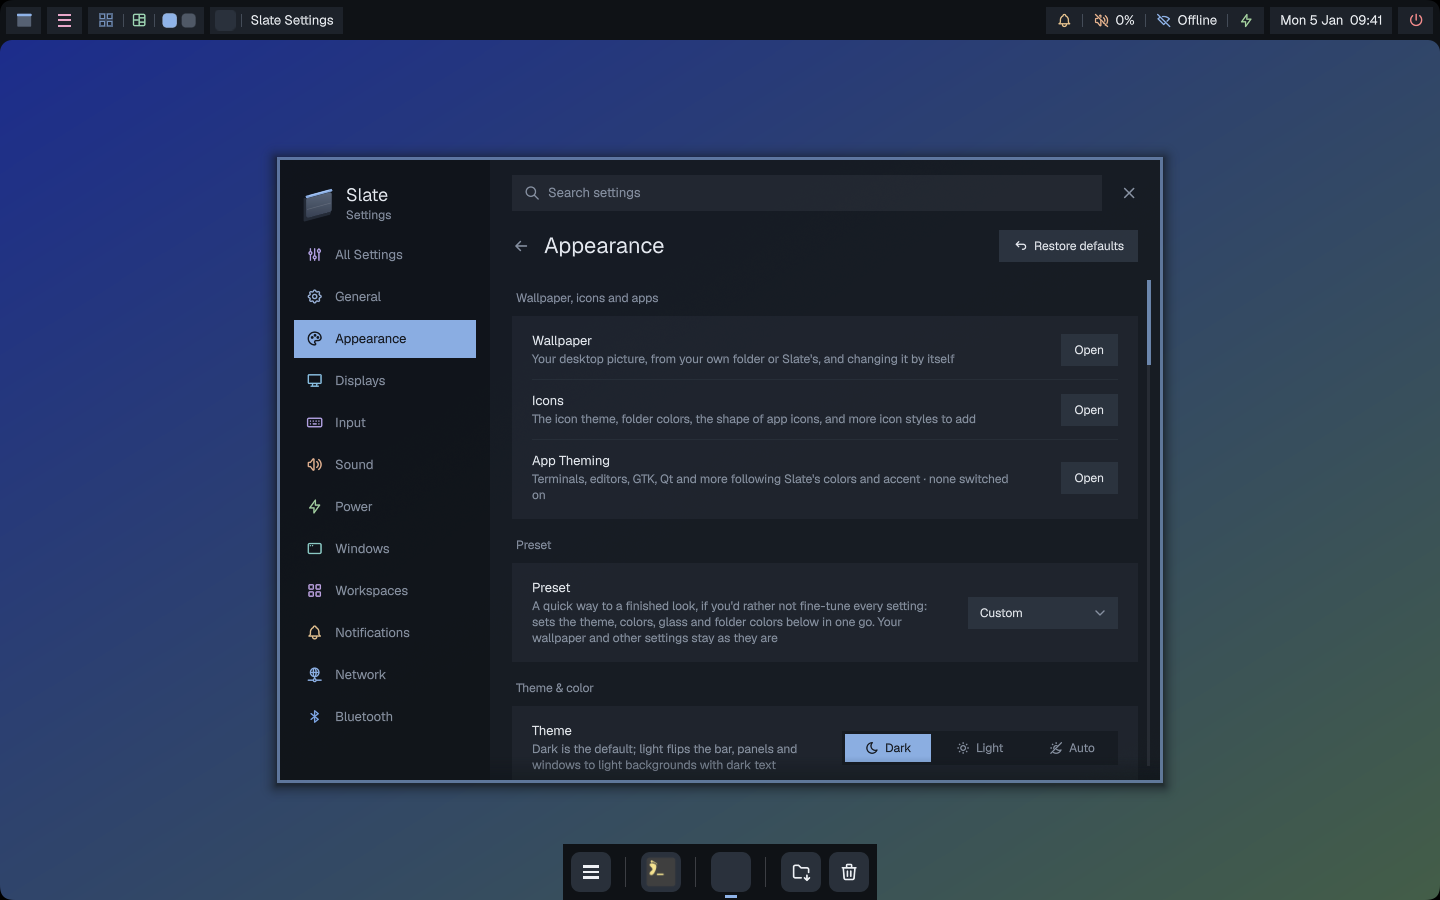 Slate Settings
0%
Offline
Mon 5 Jan 09:41
Slate
Settings
All Settings
General
Appearance
Displays
Input
Sound
Power
Windows
Workspaces
Notifications
Network
Bluetooth
Search settings
Appearance
Restore defaults
Wallpaper, icons and apps
Wallpaper
Your desktop picture, from your own folder or Slate's, and changing it by itself
Open
Icons
The icon theme, folder colors, the shape of app icons, and more icon styles to add
Open
App Theming
Terminals, editors, GTK, Qt and more following Slate's colors and accent · none switched
on
Open
Preset
Preset
A quick way to a finished look, if you'd rather not fine-tune every setting:
sets the theme, colors, glass and folder colors below in one go. Your
wallpaper and other settings stay as they are
Custom
Theme & color
Theme
Dark is the default; light flips the bar, panels and
windows to light backgrounds with dark text
Dark
Light
Auto